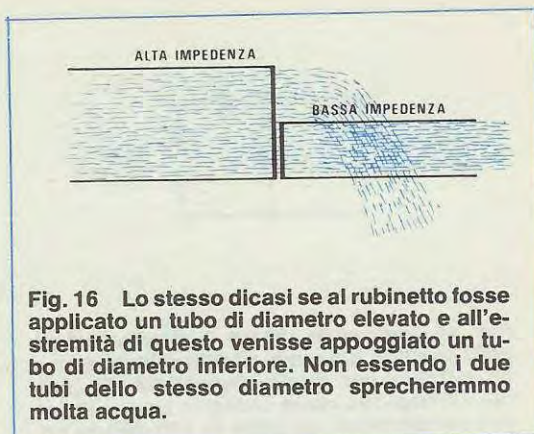 ALTA IMPEDENZA
BASSA IMPEDENZA
Fig. 16 Lo stesso dicasi se al rubinetto fosse
applicato un tubo di diametro elevato e all'e-
stremità di questo venisse appoggiato un tu-
bo di diametro inferiore. Non essendo i due
tubi dello stesso diametro sprecheremmo
molta acqua.